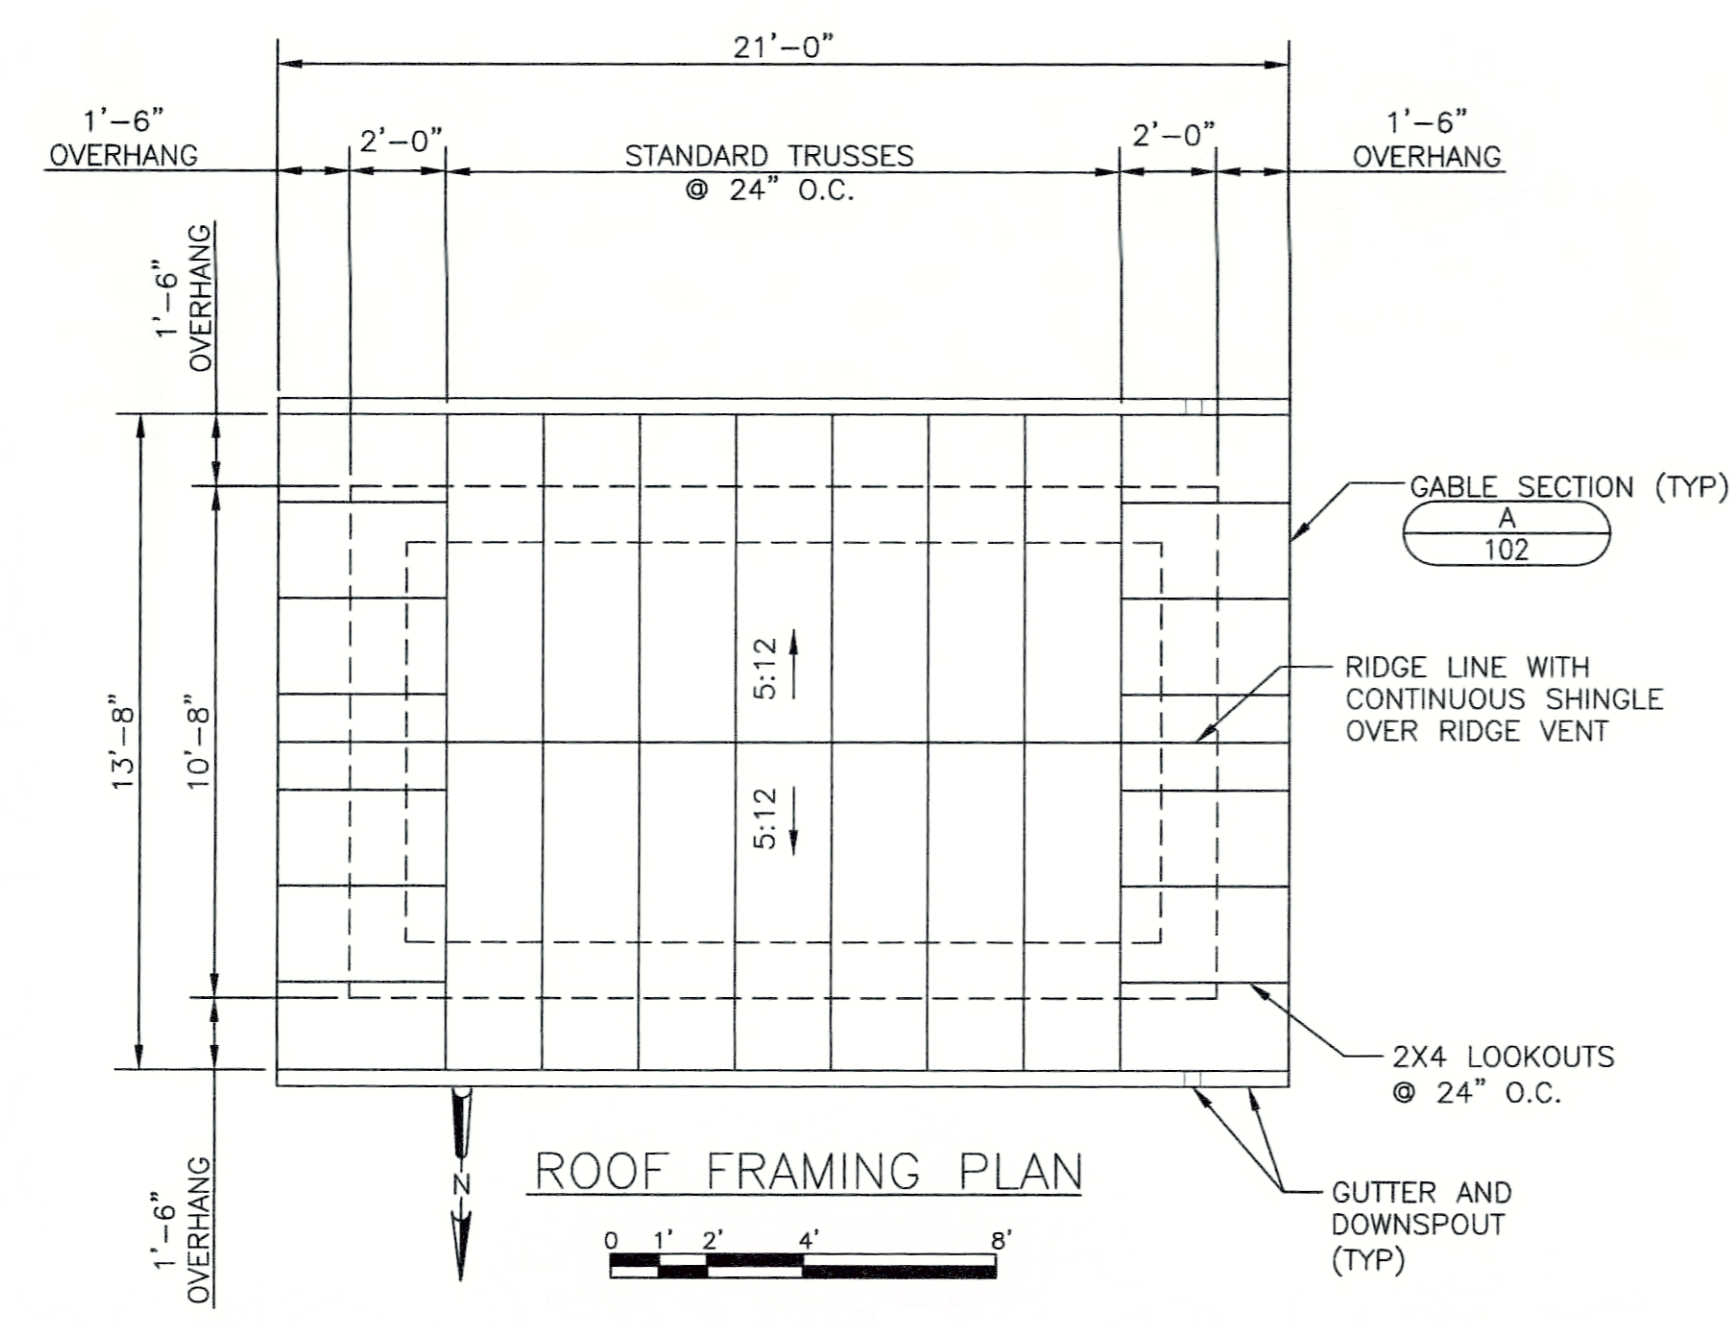 21'-0"
1'-6"
OVERHANG
2'-0"
STANDARD TRUSSES
@ 24" O.C.
2'-0"
1'-6"
OVERHANG
1'-6"
OVERHANG
GABLE SECTION (TYP)
A
102
5:12
RIDGE LINE WITH
CONTINUOUS SHINGLE
OVER RIDGE VENT
13'-8"
10'-8"
5:12
2X4 LOOKOUTS
@ 24" O.C.
1'-6"
OVERHANG
N
ROOF FRAMING PLAN
0 1' 2' 4' 8'
GUTTER AND
DOWNSPOUT
(TYP)